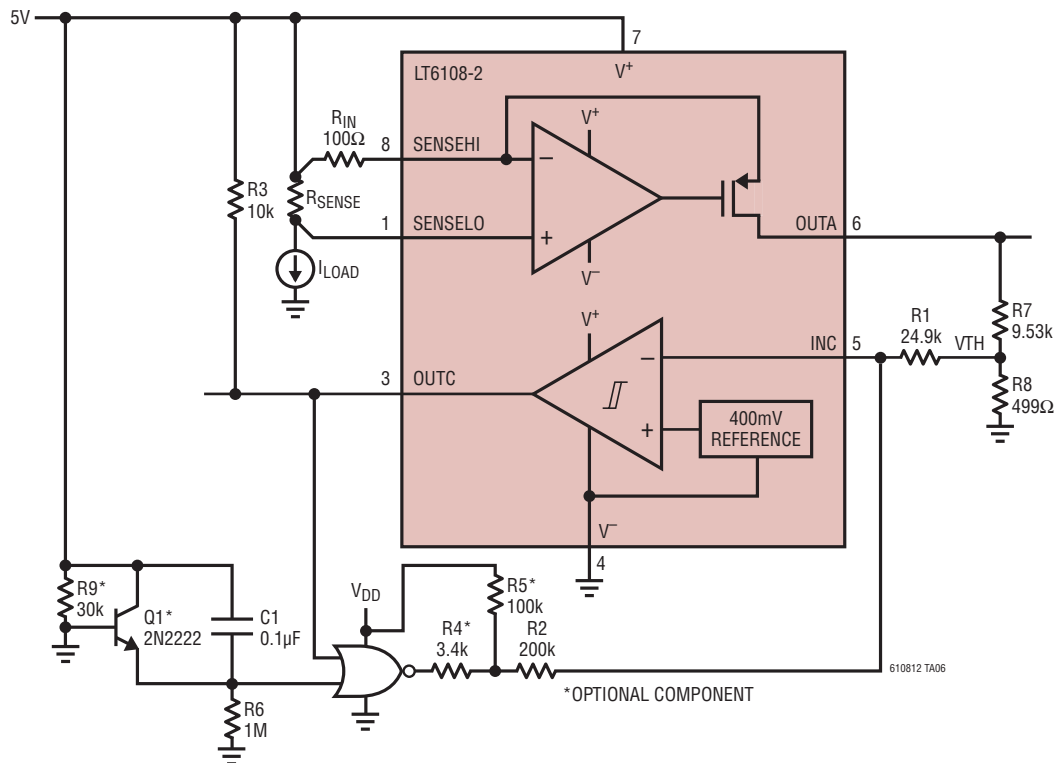 5V
7
LT6108-2
V+
RIN
100Ω
8
SENSEHI
V+
–
R3
10k
RSENSE
1
SENSELO
+
OUTA
6
V–
ILOAD
V+
R1
24.9k
VTH
R7
9.53k
INC
5
–
3
OUTC
R8
499Ω
400mV
REFERENCE
+
V–
4
R9*
30k
Q1*
2N2222
C1
0.1µF
VDD
R5*
100k
R4*
3.4k
R2
200k
610812 TA06
*OPTIONAL COMPONENT
R6
1M